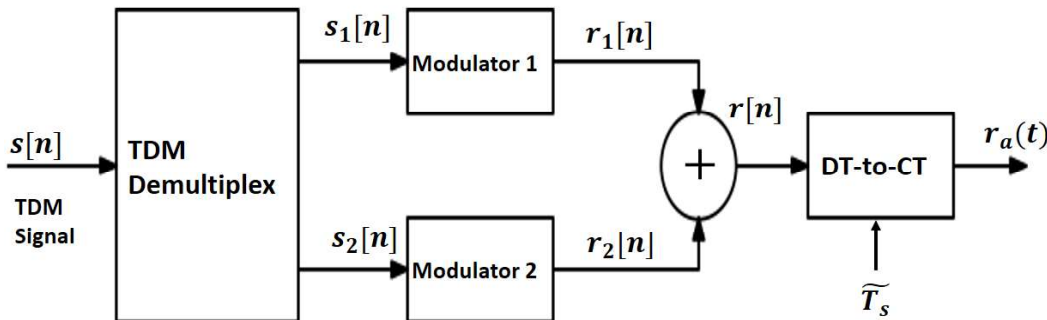 s₁[n]
r₁[n]
Modulator 1
r[n]
s[n]
rₐ(t)
TDM
Demultiplex
+
DT-to-CT
TDM
Signal
s₂[n]
r₂[n]
Modulator 2
T̃ₛ